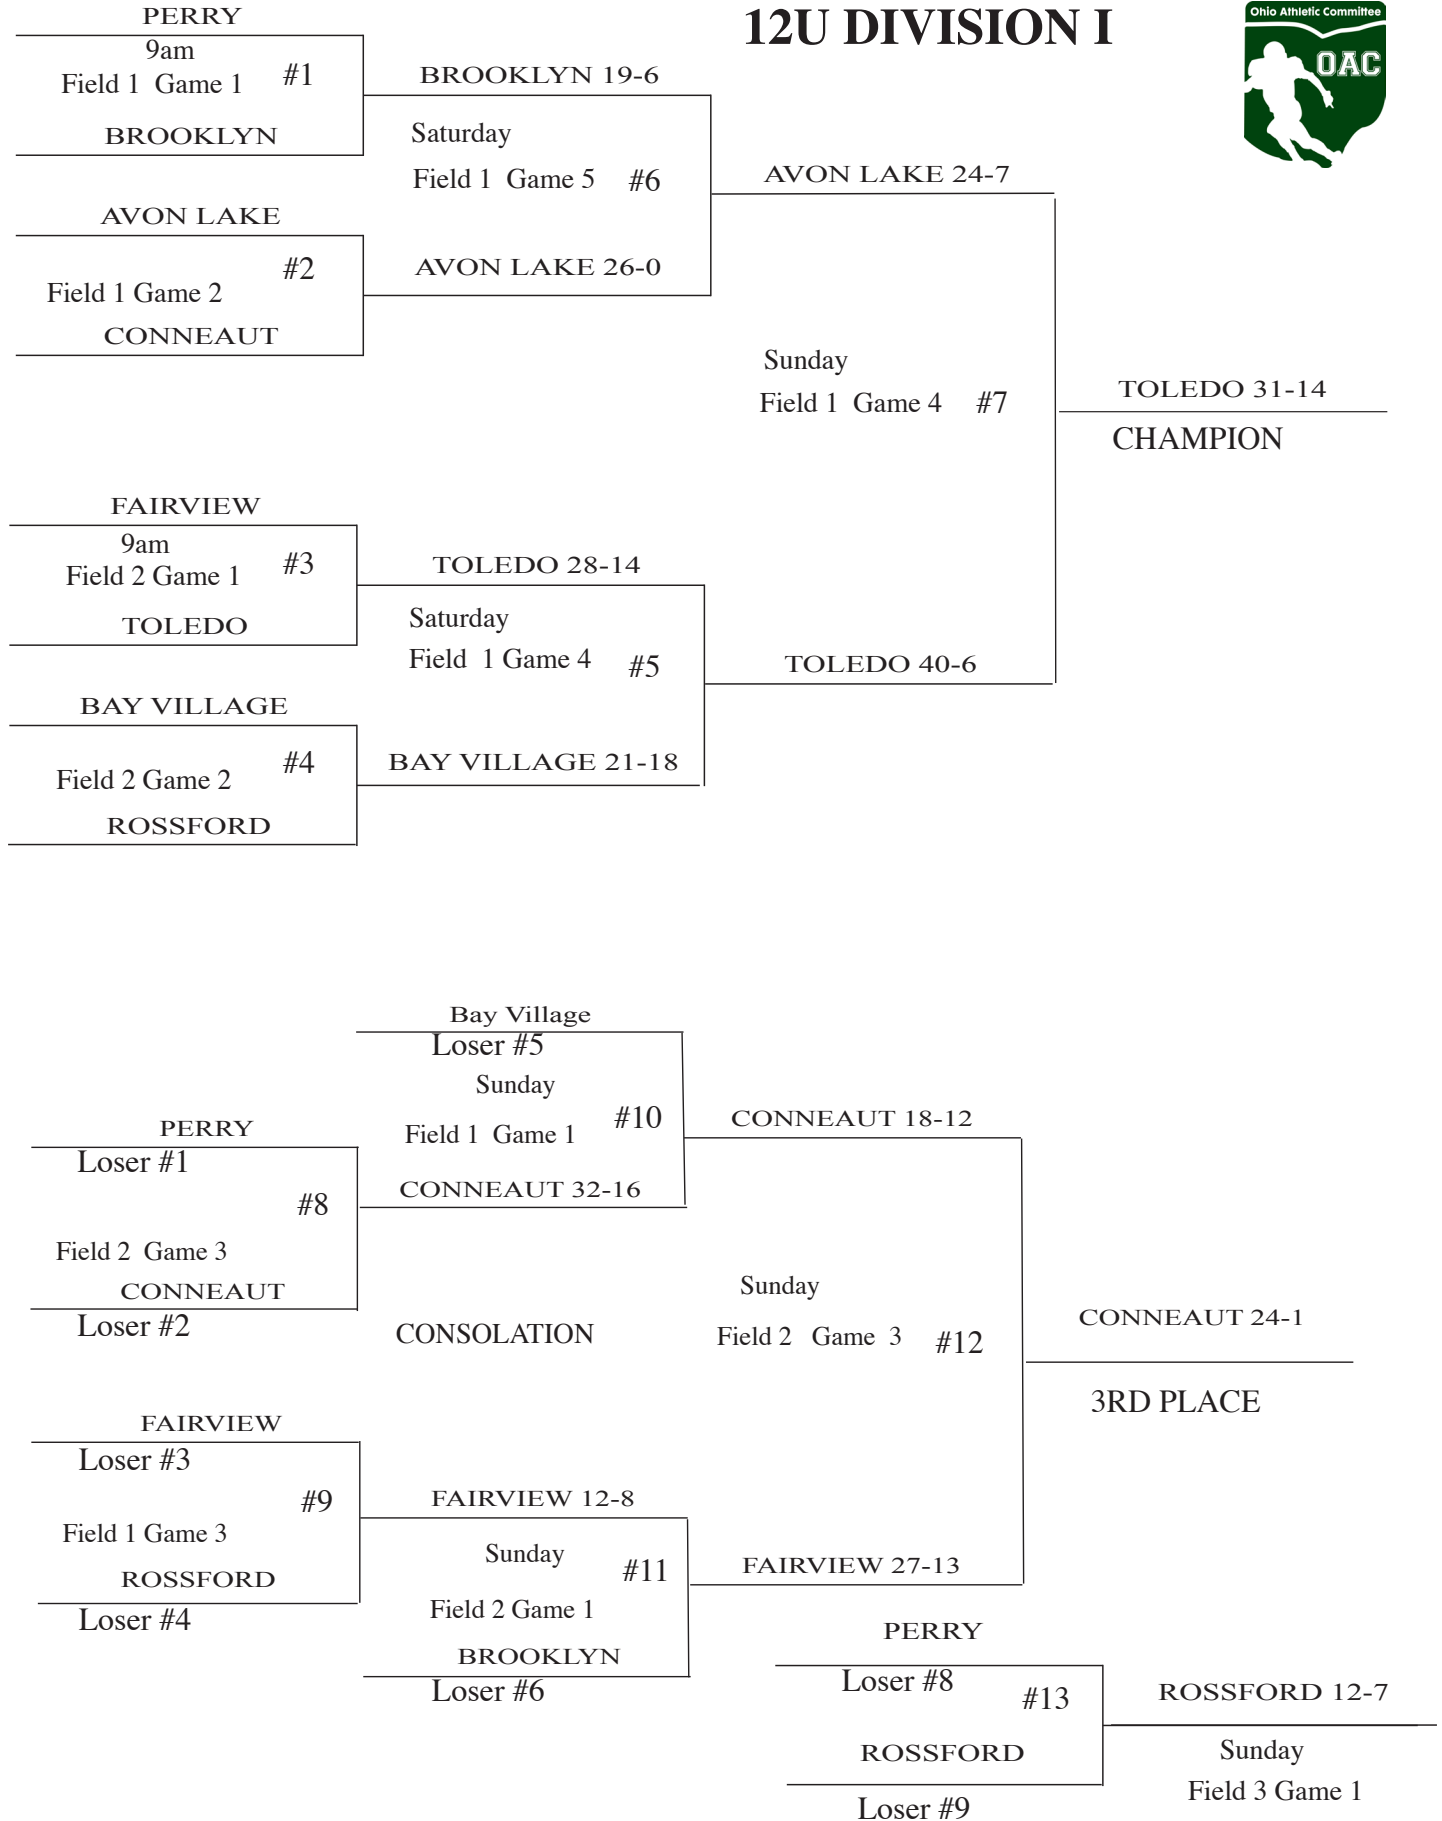 12U DIVISION I
Ohio Athletic Committee
OAC
PERRY
9am
Field 1 Game 1 #1
BROOKLYN
BROOKLYN 19-6
Saturday
Field 1 Game 5 #6
AVON LAKE 24-7
AVON LAKE
#2
Field 1 Game 2
CONNEAUT
AVON LAKE 26-0
Sunday
Field 1 Game 4 #7
TOLEDO 31-14
CHAMPION
FAIRVIEW
9am
Field 2 Game 1 #3
TOLEDO
TOLEDO 28-14
Saturday
Field 1 Game 4 #5
TOLEDO 40-6
BAY VILLAGE
#4
Field 2 Game 2
ROSSFORD
BAY VILLAGE 21-18
Bay Village
Loser #5
Sunday
Field 1 Game 1 #10
CONNEAUT 18-12
PERRY
Loser #1
#8
Field 2 Game 3
CONNEAUT
Loser #2
CONNEAUT 32-16
CONSOLATION
Sunday
Field 2 Game 3 #12
CONNEAUT 24-1
3RD PLACE
FAIRVIEW
Loser #3
#9
Field 1 Game 3
ROSSFORD
Loser #4
FAIRVIEW 12-8
Sunday
#11
Field 2 Game 1
BROOKLYN
Loser #6
FAIRVIEW 27-13
PERRY
Loser #8
#13
ROSSFORD
Loser #9
ROSSFORD 12-7
Sunday
Field 3 Game 1